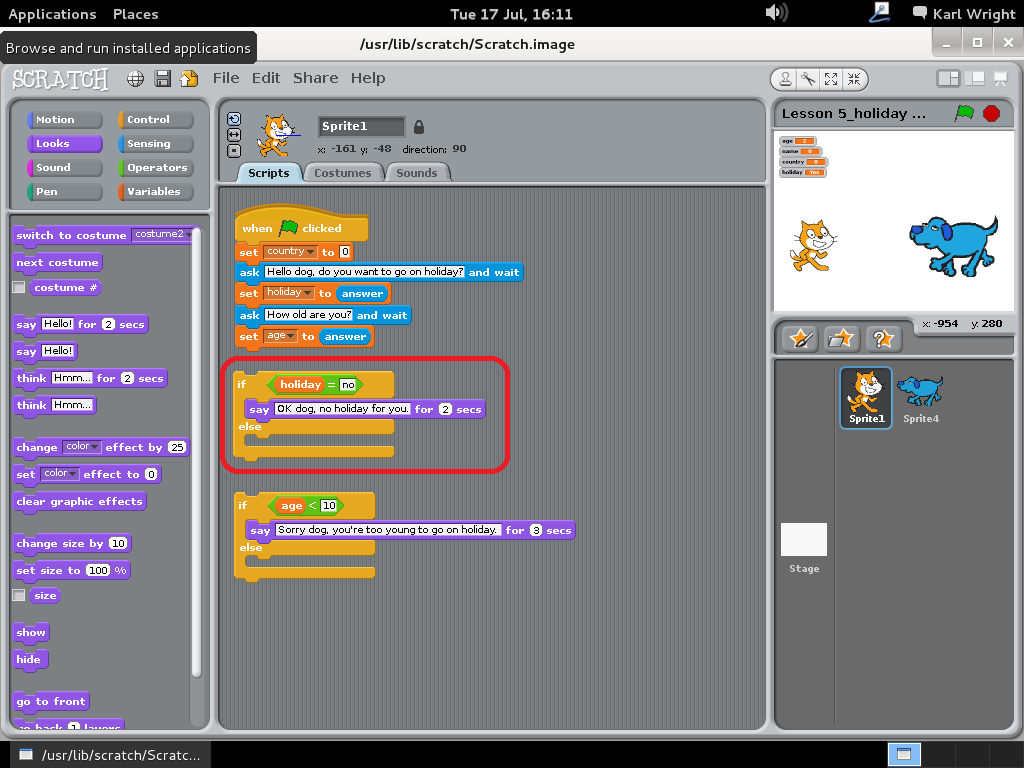 Applications Places Tue 17 Jul, 16:11 Karl Wright
Browse and run installed applications
/usr/lib/scratch/Scratch.image
SCRATCH File Edit Share Help
Motion Control
Looks Sensing
Sound Operators
Pen Variables
switch to costume costume2
next costume
costume #
say Hello! for 2 secs
say Hello!
think Hmm... for 2 secs
think Hmm...
change color effect by 25
set color effect to 0
clear graphic effects
change size by 10
set size to 100 %
size
show
hide
go to front
go back 1 layers
Sprite1
x: -161 y: -48 direction: 90
Scripts Costumes Sounds
when clicked
set country to 0
ask Hello dog, do you want to go on holiday? and wait
set holiday to answer
ask How old are you? and wait
set age to answer
if holiday = no
say OK dog, no holiday for you. for 2 secs
else
if age < 10
say Sorry dog, you're too young to go on holiday. for 3 secs
else
Lesson 5_holiday ...
age
name
country
holiday Yes
x: -954 y: 280
Sprite1 Sprite4
Stage
/usr/lib/scratch/Scratc...